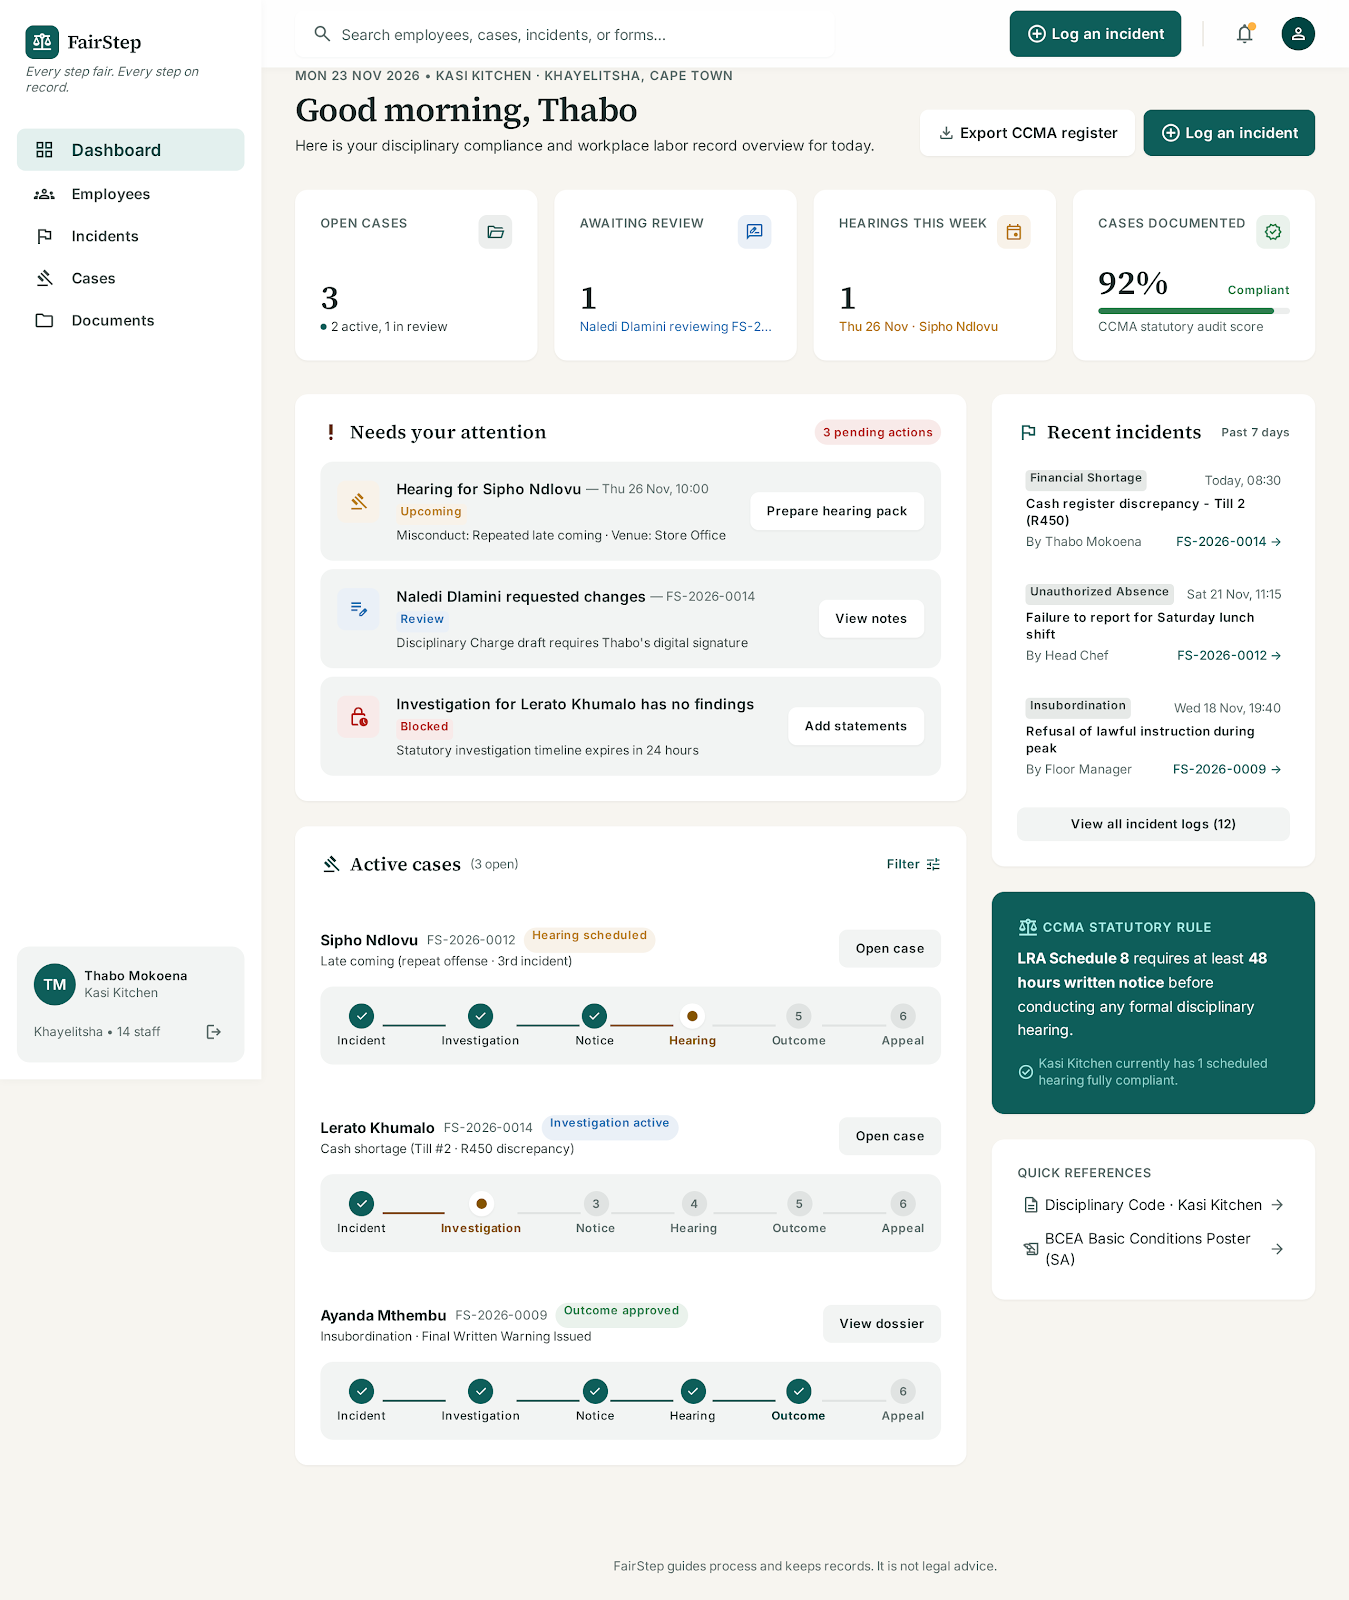 FairStep
Every step fair. Every step on
record.
Dashboard
Employees
Incidents
Cases
Documents
TM
Thabo Mokoena
Kasi Kitchen
Khayelitsha • 14 staff
Search employees, cases, incidents, or forms...
Log an incident
MON 23 NOV 2026 • KASI KITCHEN · KHAYELITSHA, CAPE TOWN
Good morning, Thabo
Here is your disciplinary compliance and workplace labor record overview for today.
Export CCMA register
Log an incident
OPEN CASES
3
2 active, 1 in review
AWAITING REVIEW
1
Naledi Dlamini reviewing FS-2...
HEARINGS THIS WEEK
1
Thu 26 Nov · Sipho Ndlovu
CASES DOCUMENTED
92%
Compliant
CCMA statutory audit score
Needs your attention
3 pending actions
Hearing for Sipho Ndlovu — Thu 26 Nov, 10:00
Upcoming
Misconduct: Repeated late coming · Venue: Store Office
Prepare hearing pack
Naledi Dlamini requested changes — FS-2026-0014
Review
Disciplinary Charge draft requires Thabo's digital signature
View notes
Investigation for Lerato Khumalo has no findings
Blocked
Statutory investigation timeline expires in 24 hours
Add statements
Active cases (3 open)
Filter
Sipho Ndlovu FS-2026-0012 Hearing scheduled
Late coming (repeat offense · 3rd incident)
Open case
5 6
Incident Investigation Notice Hearing Outcome Appeal
Lerato Khumalo FS-2026-0014 Investigation active
Cash shortage (Till #2 · R450 discrepancy)
Open case
3 4 5 6
Incident Investigation Notice Hearing Outcome Appeal
Ayanda Mthembu FS-2026-0009 Outcome approved
Insubordination · Final Written Warning Issued
View dossier
6
Incident Investigation Notice Hearing Outcome Appeal
Recent incidents
Past 7 days
Financial Shortage
Today, 08:30
Cash register discrepancy - Till 2
(R450)
By Thabo Mokoena
FS-2026-0014 →
Unauthorized Absence
Sat 21 Nov, 11:15
Failure to report for Saturday lunch
shift
By Head Chef
FS-2026-0012 →
Insubordination
Wed 18 Nov, 19:40
Refusal of lawful instruction during
peak
By Floor Manager
FS-2026-0009 →
View all incident logs (12)
CCMA STATUTORY RULE
LRA Schedule 8 requires at least 48
hours written notice before
conducting any formal disciplinary
hearing.
Kasi Kitchen currently has 1 scheduled
hearing fully compliant.
QUICK REFERENCES
Disciplinary Code · Kasi Kitchen
BCEA Basic Conditions Poster
(SA)
FairStep guides process and keeps records. It is not legal advice.